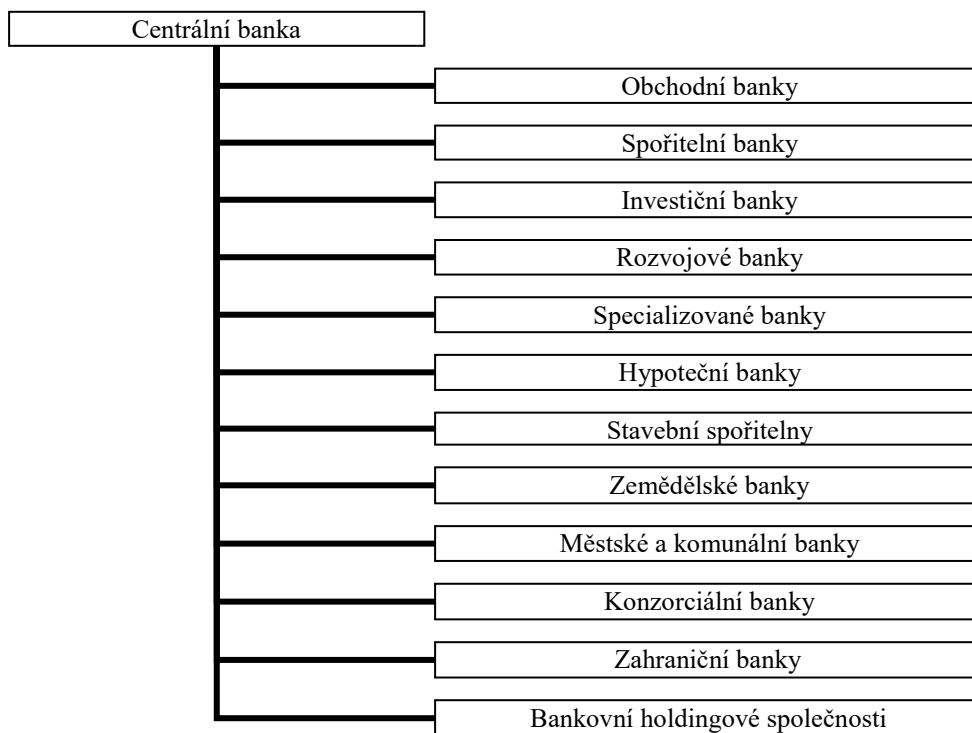 Centrální banka
Obchodní banky
Spořitelní banky
Investiční banky
Rozvojové banky
Specializované banky
Hypoteční banky
Stavební spořitelny
Zemědělské banky
Městské a komunální banky
Konzorciální banky
Zahraniční banky
Bankovní holdingové společnosti